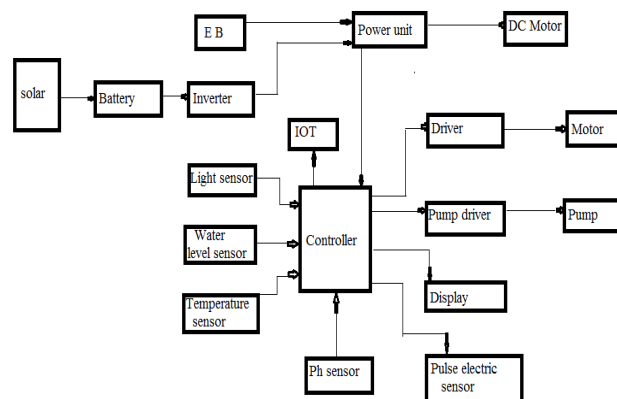 E B
Power unit
DC Motor
solar
Battery
Inverter
IOT
Driver
Motor
Light sensor
Pump driver
Pump
Water
level sensor
Controller
Temperature
sensor
Display
Ph sensor
Pulse electric
sensor